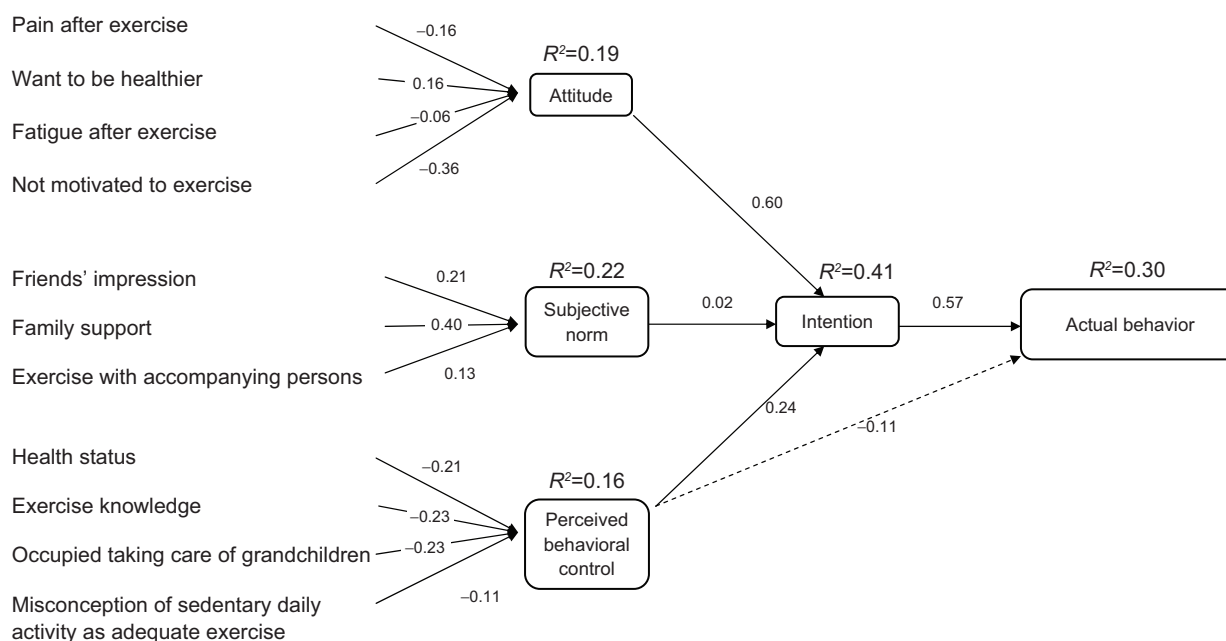 Pain after exercise
−0.16
Want to be healthier
0.16
Fatigue after exercise
−0.06
Not motivated to exercise
−0.36
R²=0.19
Attitude
0.60
Friends’ impression
0.21
Family support
0.40
Exercise with accompanying persons
0.13
R²=0.22
Subjective
norm
0.02
R²=0.41
Intention
0.57
R²=0.30
Actual behavior
0.24
−0.11
Health status
−0.21
Exercise knowledge
−0.23
Occupied taking care of grandchildren
−0.23
Misconception of sedentary daily
activity as adequate exercise
−0.11
R²=0.16
Perceived
behavioral
control